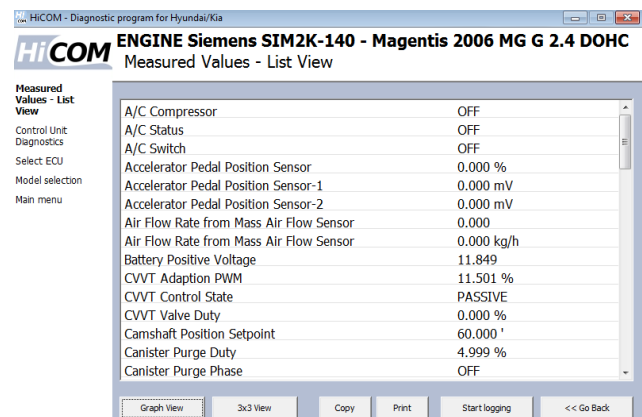 HiCOM - Diagnostic program for Hyundai/Kia
HiCOM
ENGINE Siemens SIM2K-140 - Magentis 2006 MG G 2.4 DOHC
Measured Values - List View
Measured
Values - List
View
Control Unit
Diagnostics
Select ECU
Model selection
Main menu
A/C Compressor OFF
A/C Status OFF
A/C Switch OFF
Accelerator Pedal Position Sensor 0.000 %
Accelerator Pedal Position Sensor-1 0.000 mV
Accelerator Pedal Position Sensor-2 0.000 mV
Air Flow Rate from Mass Air Flow Sensor 0.000
Air Flow Rate from Mass Air Flow Sensor 0.000 kg/h
Battery Positive Voltage 11.849
CVVT Adaption PWM 11.501 %
CVVT Control State PASSIVE
CVVT Valve Duty 0.000 %
Camshaft Position Setpoint 60.000 '
Canister Purge Duty 4.999 %
Canister Purge Phase OFF
Graph View 3x3 View Copy Print Start logging << Go Back